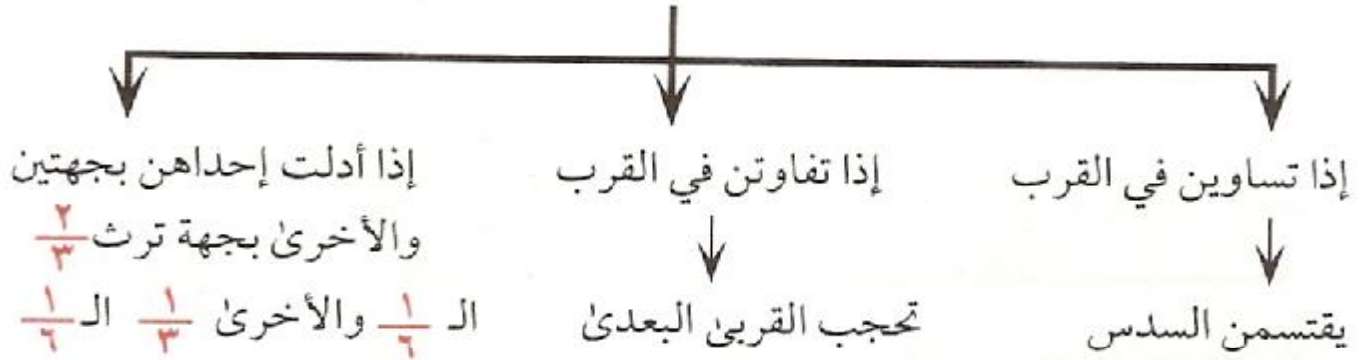 إذا تساوين في القرب
يقتسمن السدس
إذا تفاوتن في القرب
تحجب القربىٰ البعدىٰ
إذا أدلت إحداهن بجهتين
والأخرىٰ بجهة ترث ٢/٣
الـ ١/٦ والأخرىٰ ١/٣ الـ ١/٦